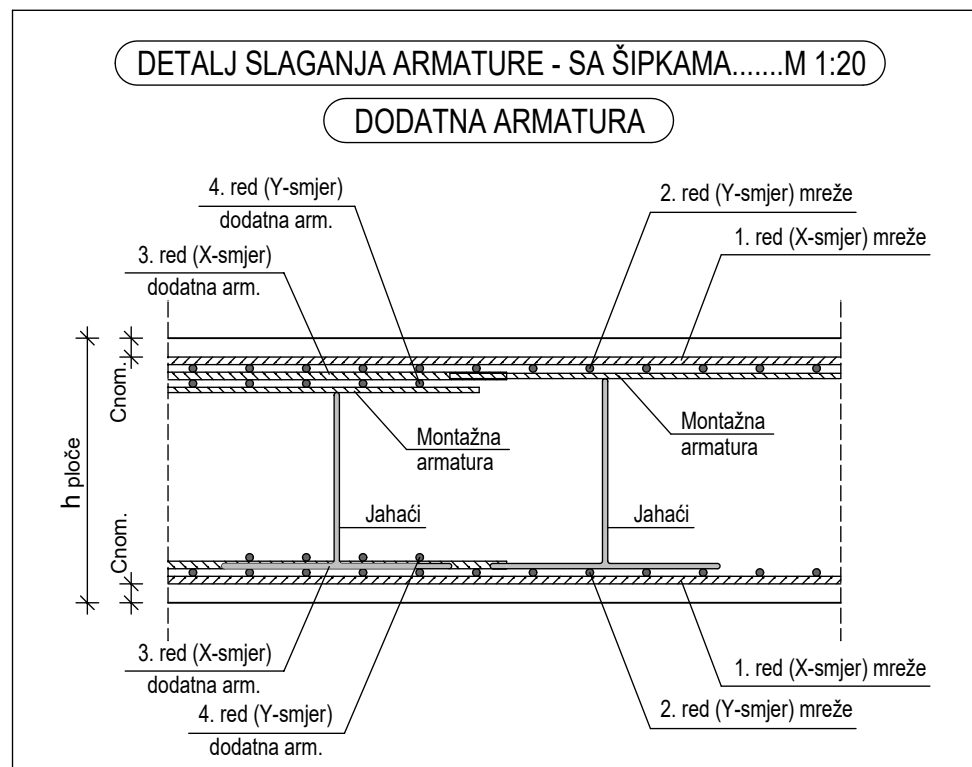 DETALJ SLAGANJA ARMATURE - SA ŠIPKAMA.......M 1:20
DODATNA ARMATURA
4. red (Y-smjer)
dodatna arm.
2. red (Y-smjer) mreže
1. red (X-smjer) mreže
3. red (X-smjer)
dodatna arm.
Cnom.
h ploče
Cnom.
Montažna
armatura
Montažna
armatura
Jahaći
Jahaći
3. red (X-smjer)
dodatna arm.
1. red (X-smjer) mreže
4. red (Y-smjer)
dodatna arm.
2. red (Y-smjer) mreže